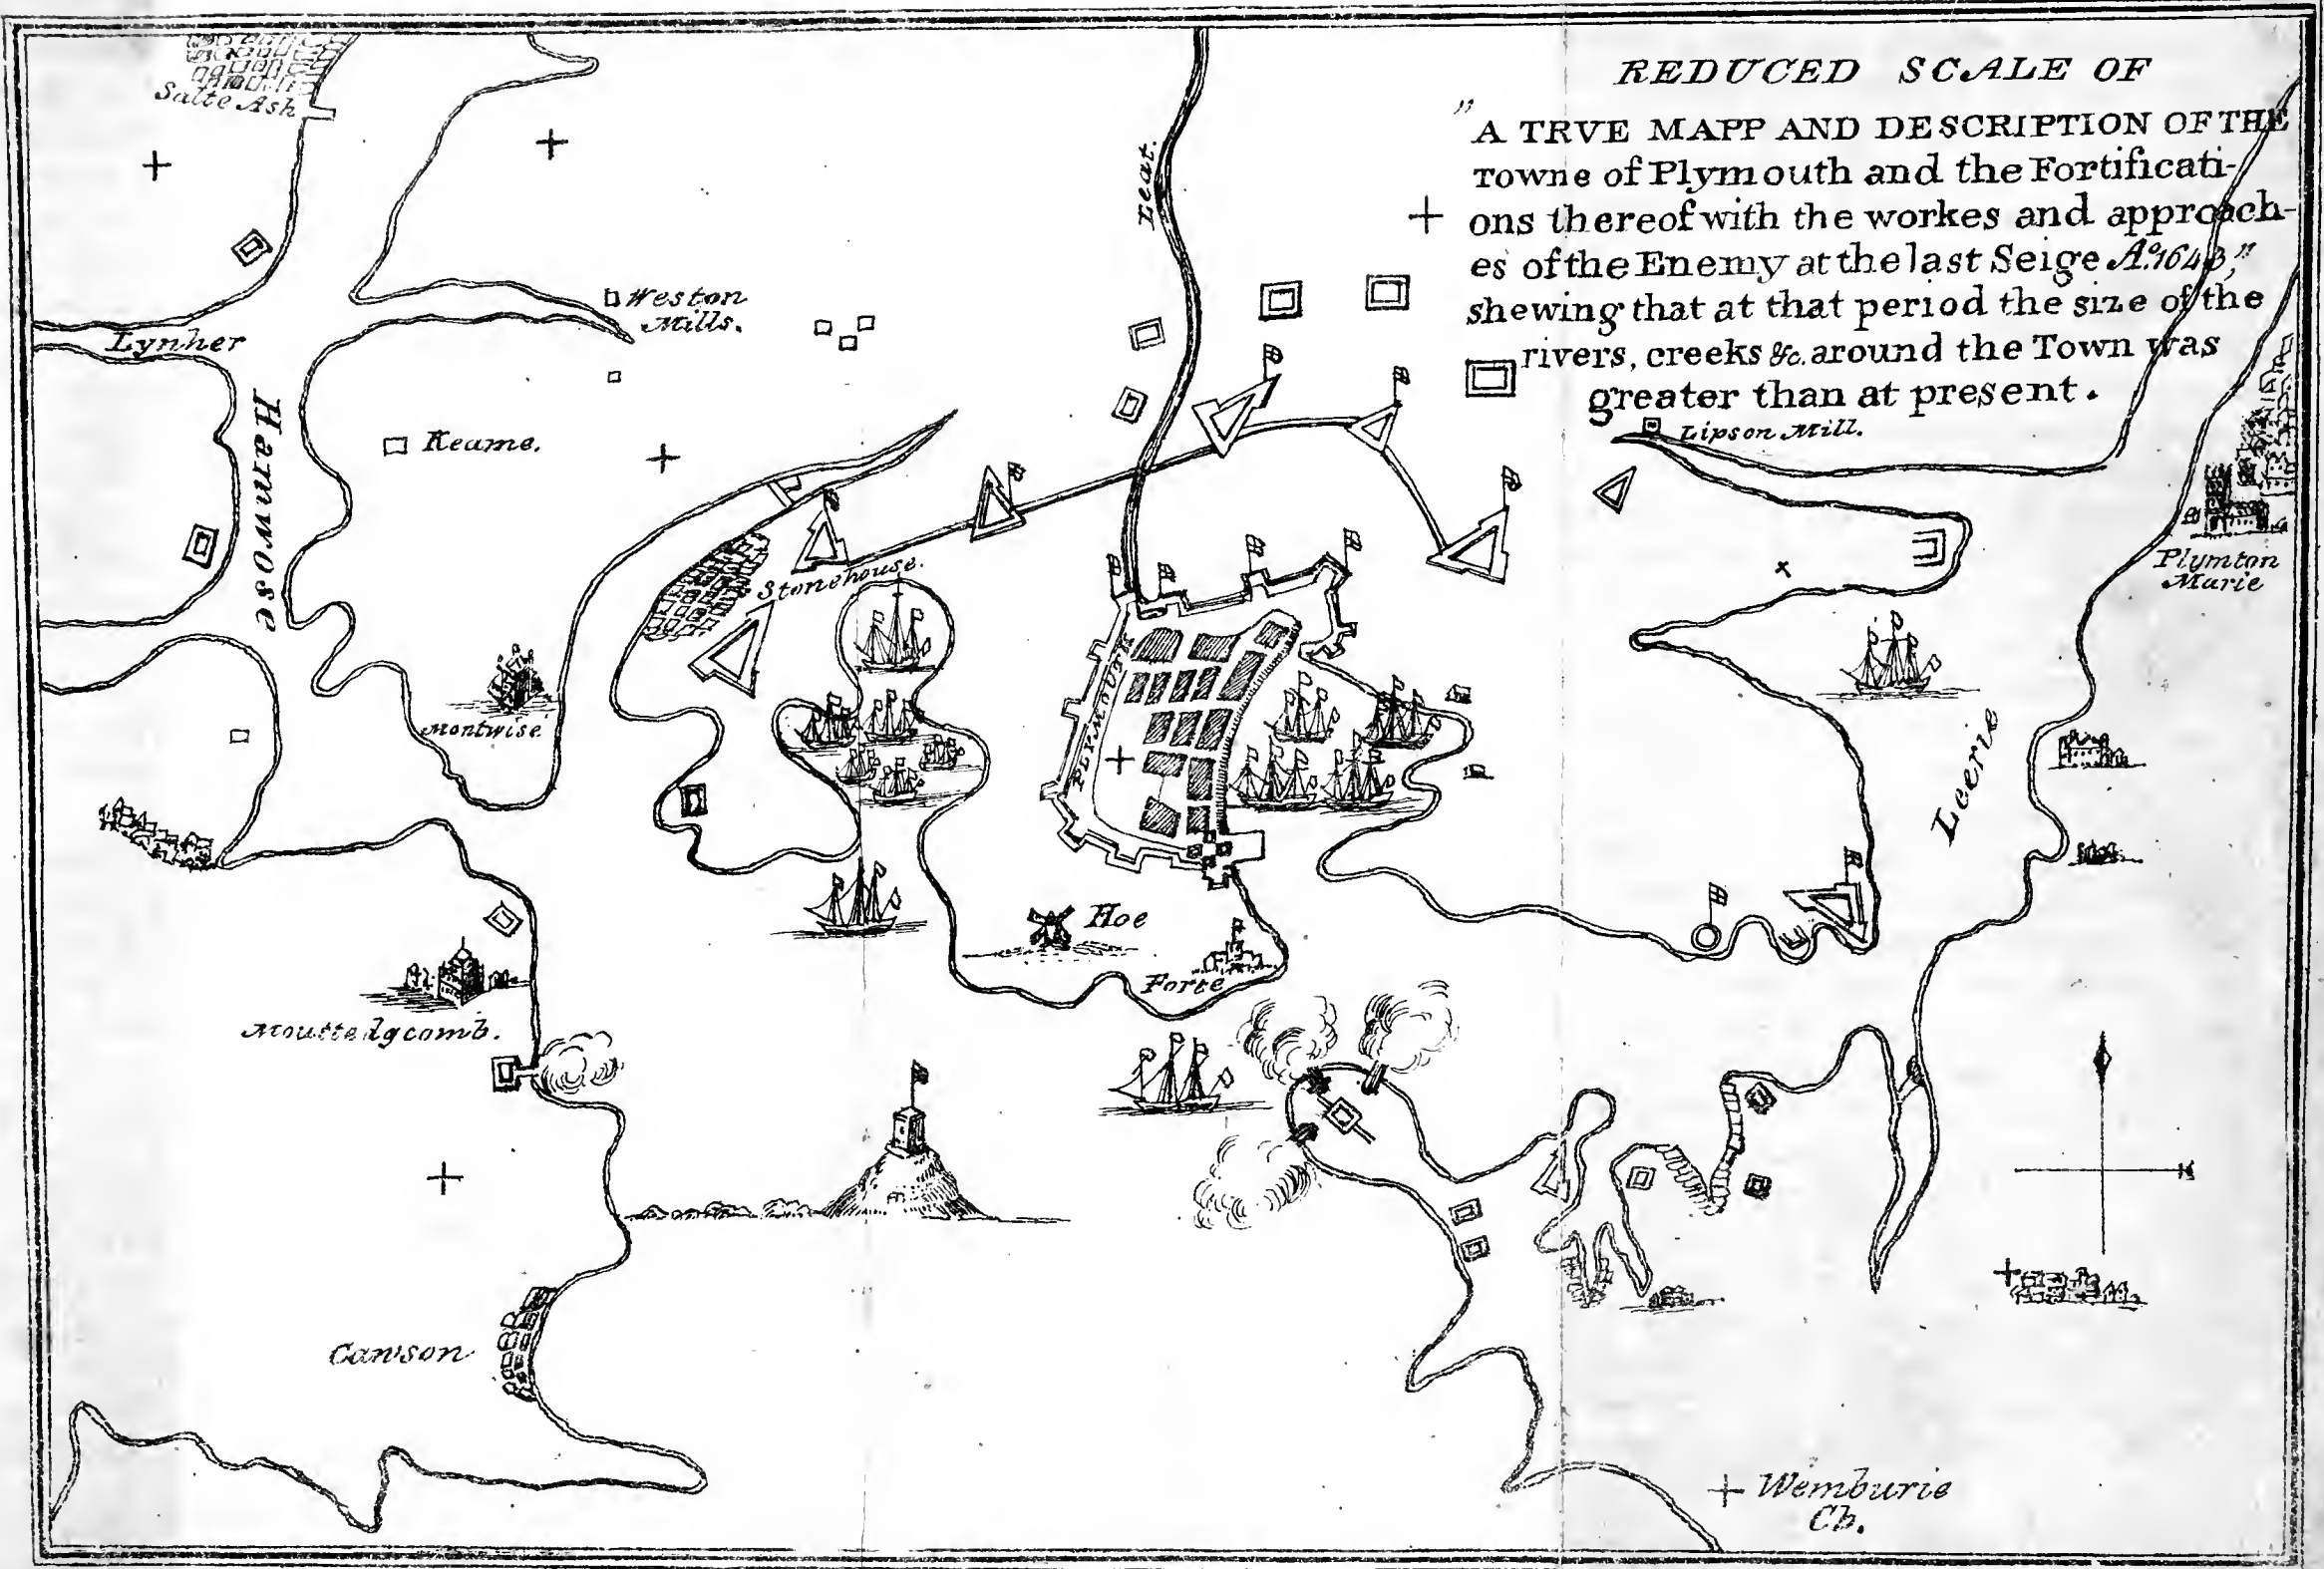 REDUCED SCALE OF
"A TRVE MAPP AND DESCRIPTION OF THE
Towne of Plymouth and the Fortificati-
ons thereof with the workes and approach-
es of the Enemy at the last Seige Aº.1643,"
shewing that at that period the size of the
rivers, creeks &c. around the Town was
greater than at present.
Salte Ash
Leat.
Weston
Mills.
Lynher
Hamwose
Keame.
Lipson Mill.
Stonehouse.
Plymton
Marie
PLYMOUTH
Montwise
Leerie
Hoe
Forte
Mouttedgcomb.
Cawson
Wemburie
Ch.